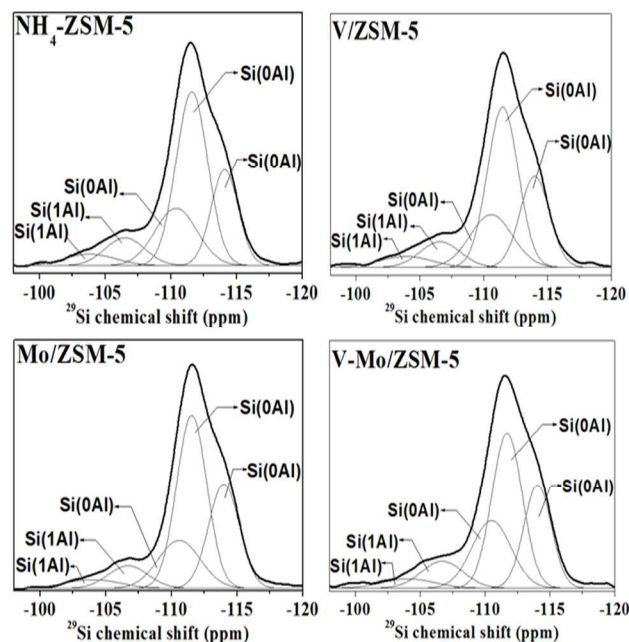 NH₄-ZSM-5
Si(0Al)
Si(0Al)
Si(0Al)
Si(1Al)
Si(1Al)
-100 -105 -110 -115 -120
²⁹Si chemical shift (ppm)
V/ZSM-5
Si(0Al)
Si(0Al)
Si(0Al)
Si(1Al)
Si(1Al)
-100 -105 -110 -115 -120
²⁹Si chemical shift (ppm)
Mo/ZSM-5
Si(0Al)
Si(0Al)
Si(0Al)
Si(1Al)
Si(1Al)
-100 -105 -110 -115 -120
²⁹Si chemical shift (ppm)
V-Mo/ZSM-5
Si(0Al)
Si(0Al)
Si(0Al)
Si(1Al)
Si(1Al)
-100 -105 -110 -115 -120
²⁹Si chemical shift (ppm)